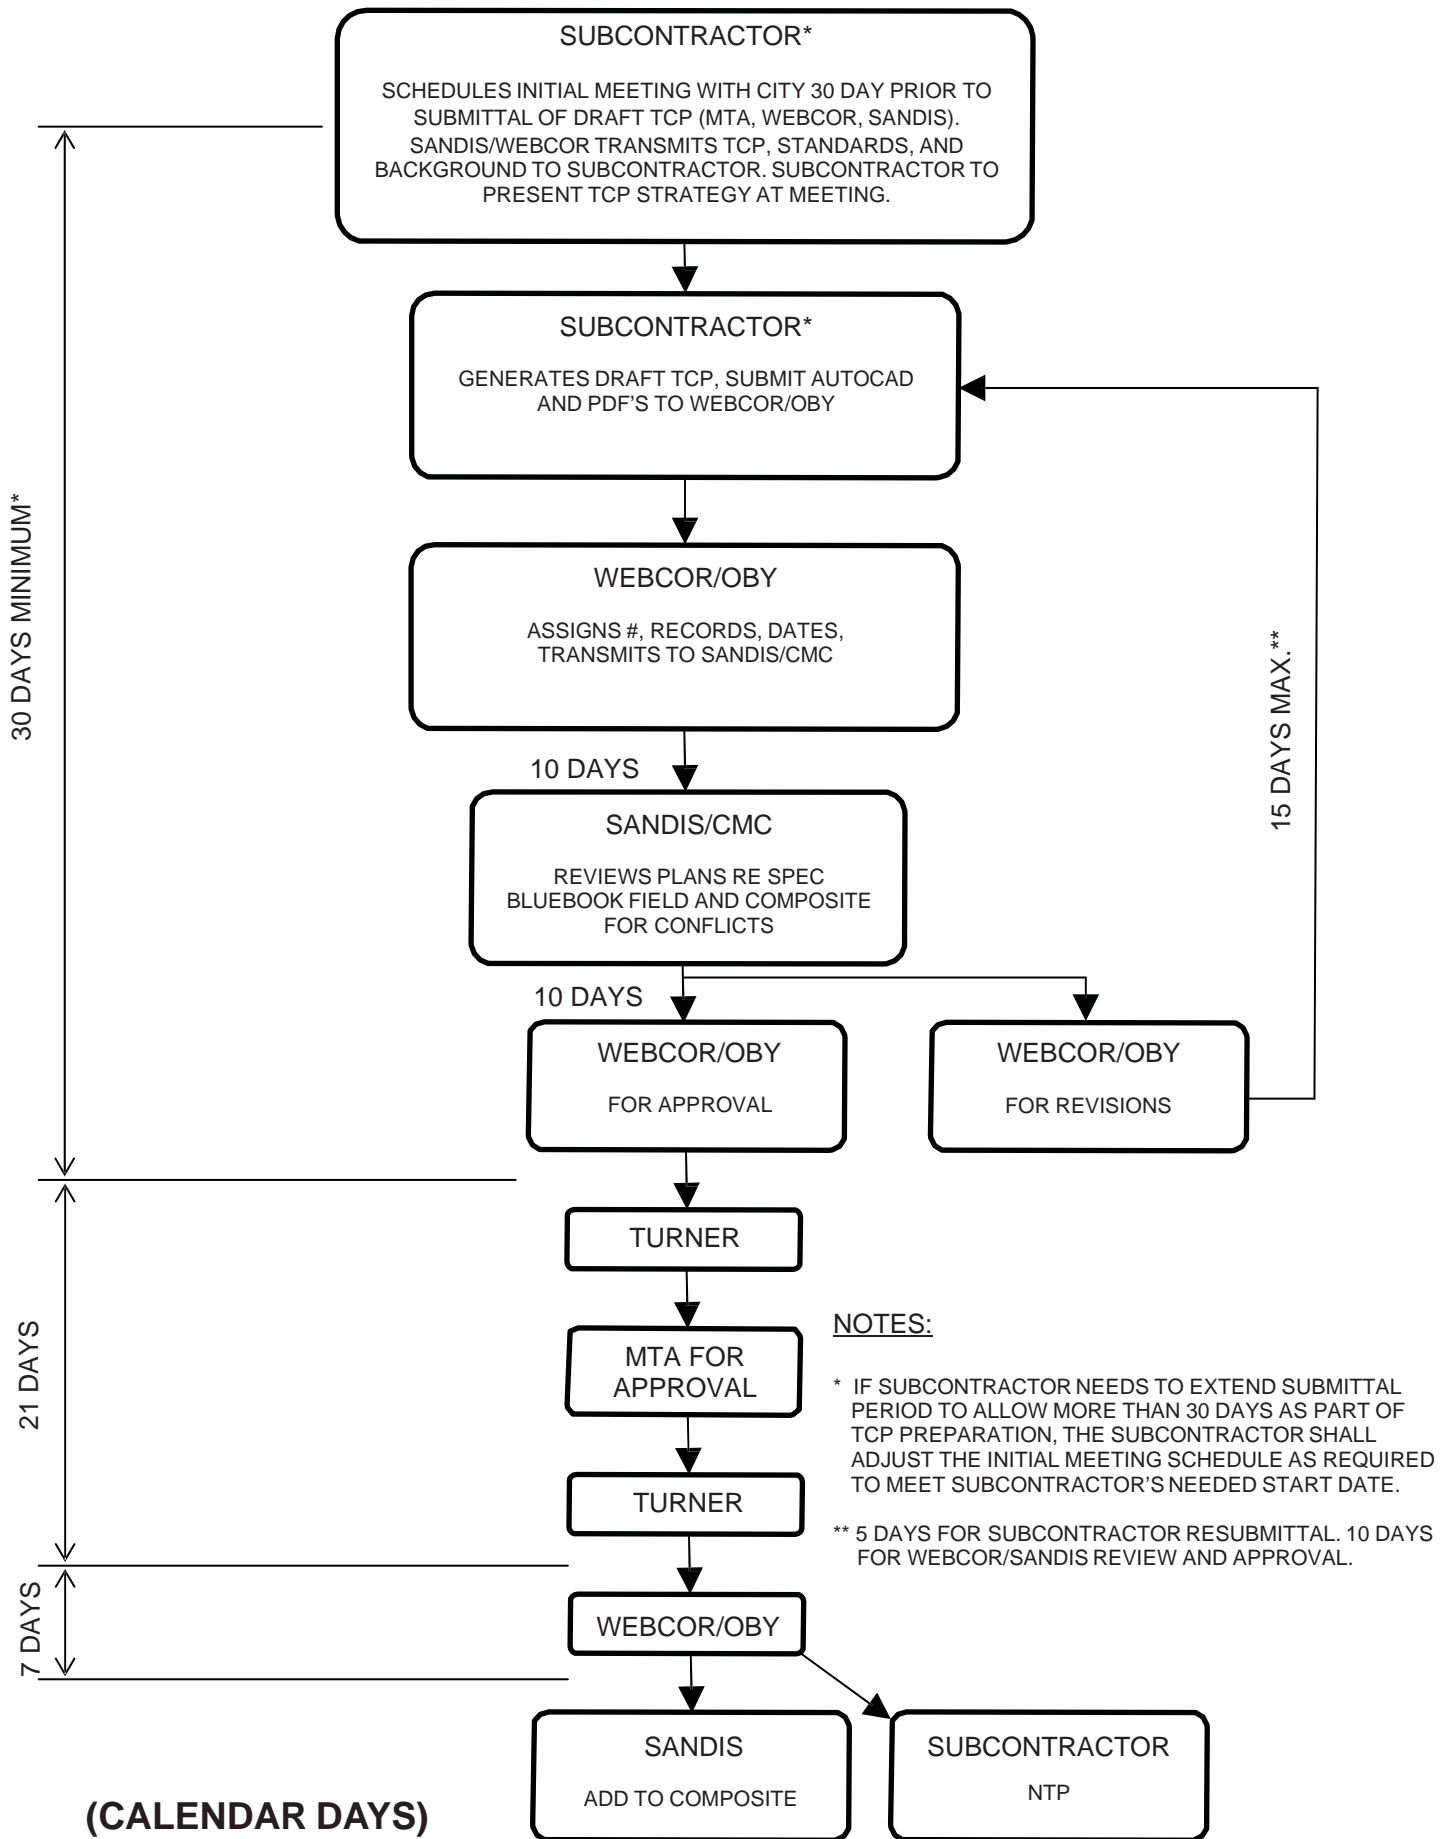 SUBCONTRACTOR*
SCHEDULES INITIAL MEETING WITH CITY 30 DAY PRIOR TO
SUBMITTAL OF DRAFT TCP (MTA, WEBCOR, SANDIS).
SANDIS/WEBCOR TRANSMITS TCP, STANDARDS, AND
BACKGROUND TO SUBCONTRACTOR. SUBCONTRACTOR TO
PRESENT TCP STRATEGY AT MEETING.
SUBCONTRACTOR*
GENERATES DRAFT TCP, SUBMIT AUTOCAD
AND PDF'S TO WEBCOR/OBY
30 DAYS MINIMUM*
WEBCOR/OBY
ASSIGNS #, RECORDS, DATES,
TRANSMITS TO SANDIS/CMC
15 DAYS MAX.**
10 DAYS
SANDIS/CMC
REVIEWS PLANS RE SPEC
BLUEBOOK FIELD AND COMPOSITE
FOR CONFLICTS
10 DAYS
WEBCOR/OBY
FOR APPROVAL
WEBCOR/OBY
FOR REVISIONS
TURNER
21 DAYS
MTA FOR
APPROVAL
TURNER
NOTES:
* IF SUBCONTRACTOR NEEDS TO EXTEND SUBMITTAL
PERIOD TO ALLOW MORE THAN 30 DAYS AS PART OF
TCP PREPARATION, THE SUBCONTRACTOR SHALL
ADJUST THE INITIAL MEETING SCHEDULE AS REQUIRED
TO MEET SUBCONTRACTOR'S NEEDED START DATE.
** 5 DAYS FOR SUBCONTRACTOR RESUBMITTAL. 10 DAYS
FOR WEBCOR/SANDIS REVIEW AND APPROVAL.
7 DAYS
WEBCOR/OBY
SANDIS
ADD TO COMPOSITE
SUBCONTRACTOR
NTP
(CALENDAR DAYS)